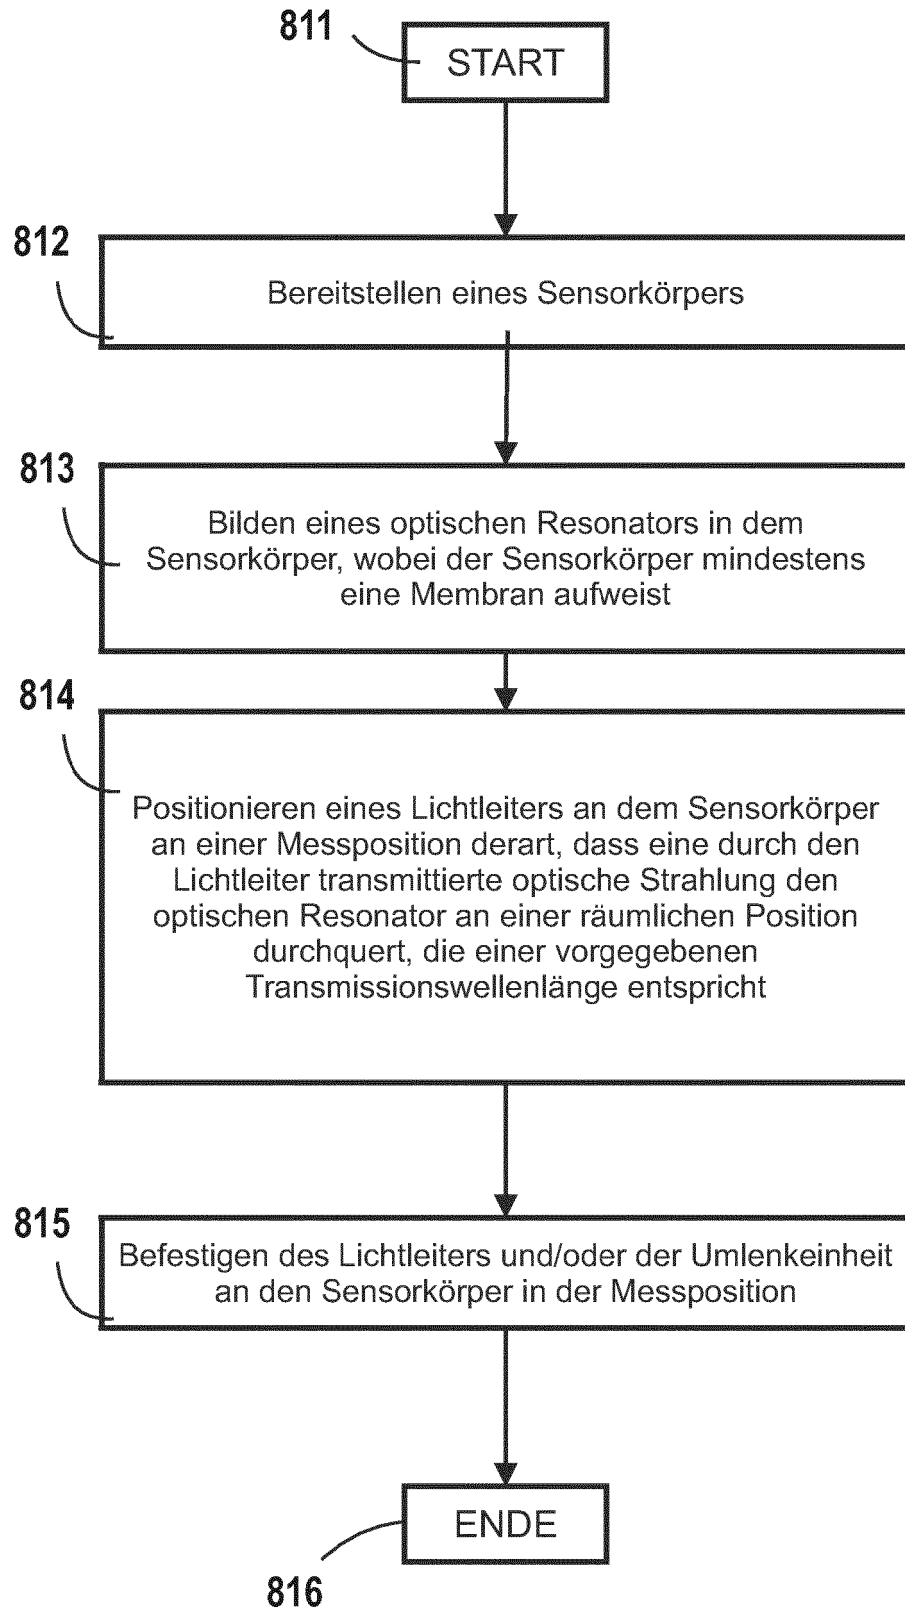 811
START
812
Bereitstellen eines Sensorkörpers
813
Bilden eines optischen Resonators in dem
Sensorkörper, wobei der Sensorkörper mindestens
eine Membran aufweist
814
Positionieren eines Lichtleiters an dem Sensorkörper
an einer Messposition derart, dass eine durch den
Lichtleiter transmittierte optische Strahlung den
optischen Resonator an einer räumlichen Position
durchquert, die einer vorgegebenen
Transmissionswellenlänge entspricht
815
Befestigen des Lichtleiters und/oder der Umlenkeinheit
an den Sensorkörper in der Messposition
ENDE
816